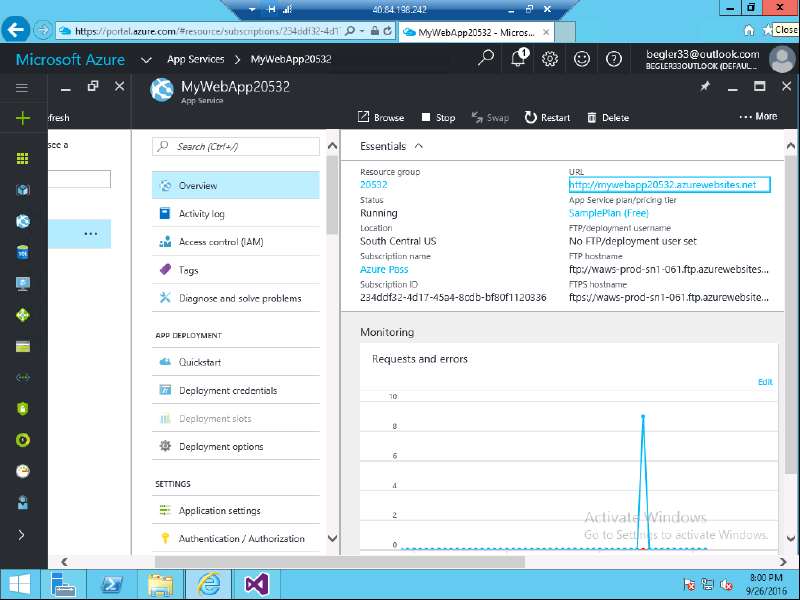 40.84.198.242
https://portal.azure.com/#resource/subscriptions/234ddf32-4d17
MyWebApp20532 - Micros...
Close
Microsoft Azure
App Services
MyWebApp20532
1
begler33@outlook.com
BEGLER33OUTLOOK (DEFAUL...
efresh
see a
...
MyWebApp20532
App Service
Browse
Stop
Swap
Restart
Delete
... More
Search (Ctrl+/)
Overview
Activity log
Access control (IAM)
Tags
Diagnose and solve problems
APP DEPLOYMENT
Quickstart
Deployment credentials
Deployment slots
Deployment options
SETTINGS
Application settings
Authentication / Authorization
Essentials
Resource group
20532
Status
Running
Location
South Central US
Subscription name
Azure Pass
Subscription ID
234ddf32-4d17-45a4-8cdb-bf80f1120336
URL
http://mywebapp20532.azurewebsites.net
App Service plan/pricing tier
SamplePlan (Free)
FTP/deployment username
No FTP/deployment user set
FTP hostname
ftp://waws-prod-sn1-061.ftp.azurewebsites...
FTPS hostname
ftps://waws-prod-sn1-061.ftp.azurewebsite...
Monitoring
Requests and errors
Edit
10
8
6
4
2
0
Activate Windows
Go to Settings to activate Windows.
8:00 PM
9/26/2016